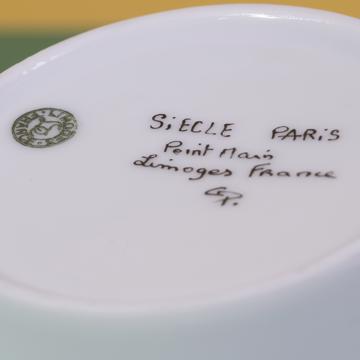 SiECLE PARiS
Peint Main
Limoges France